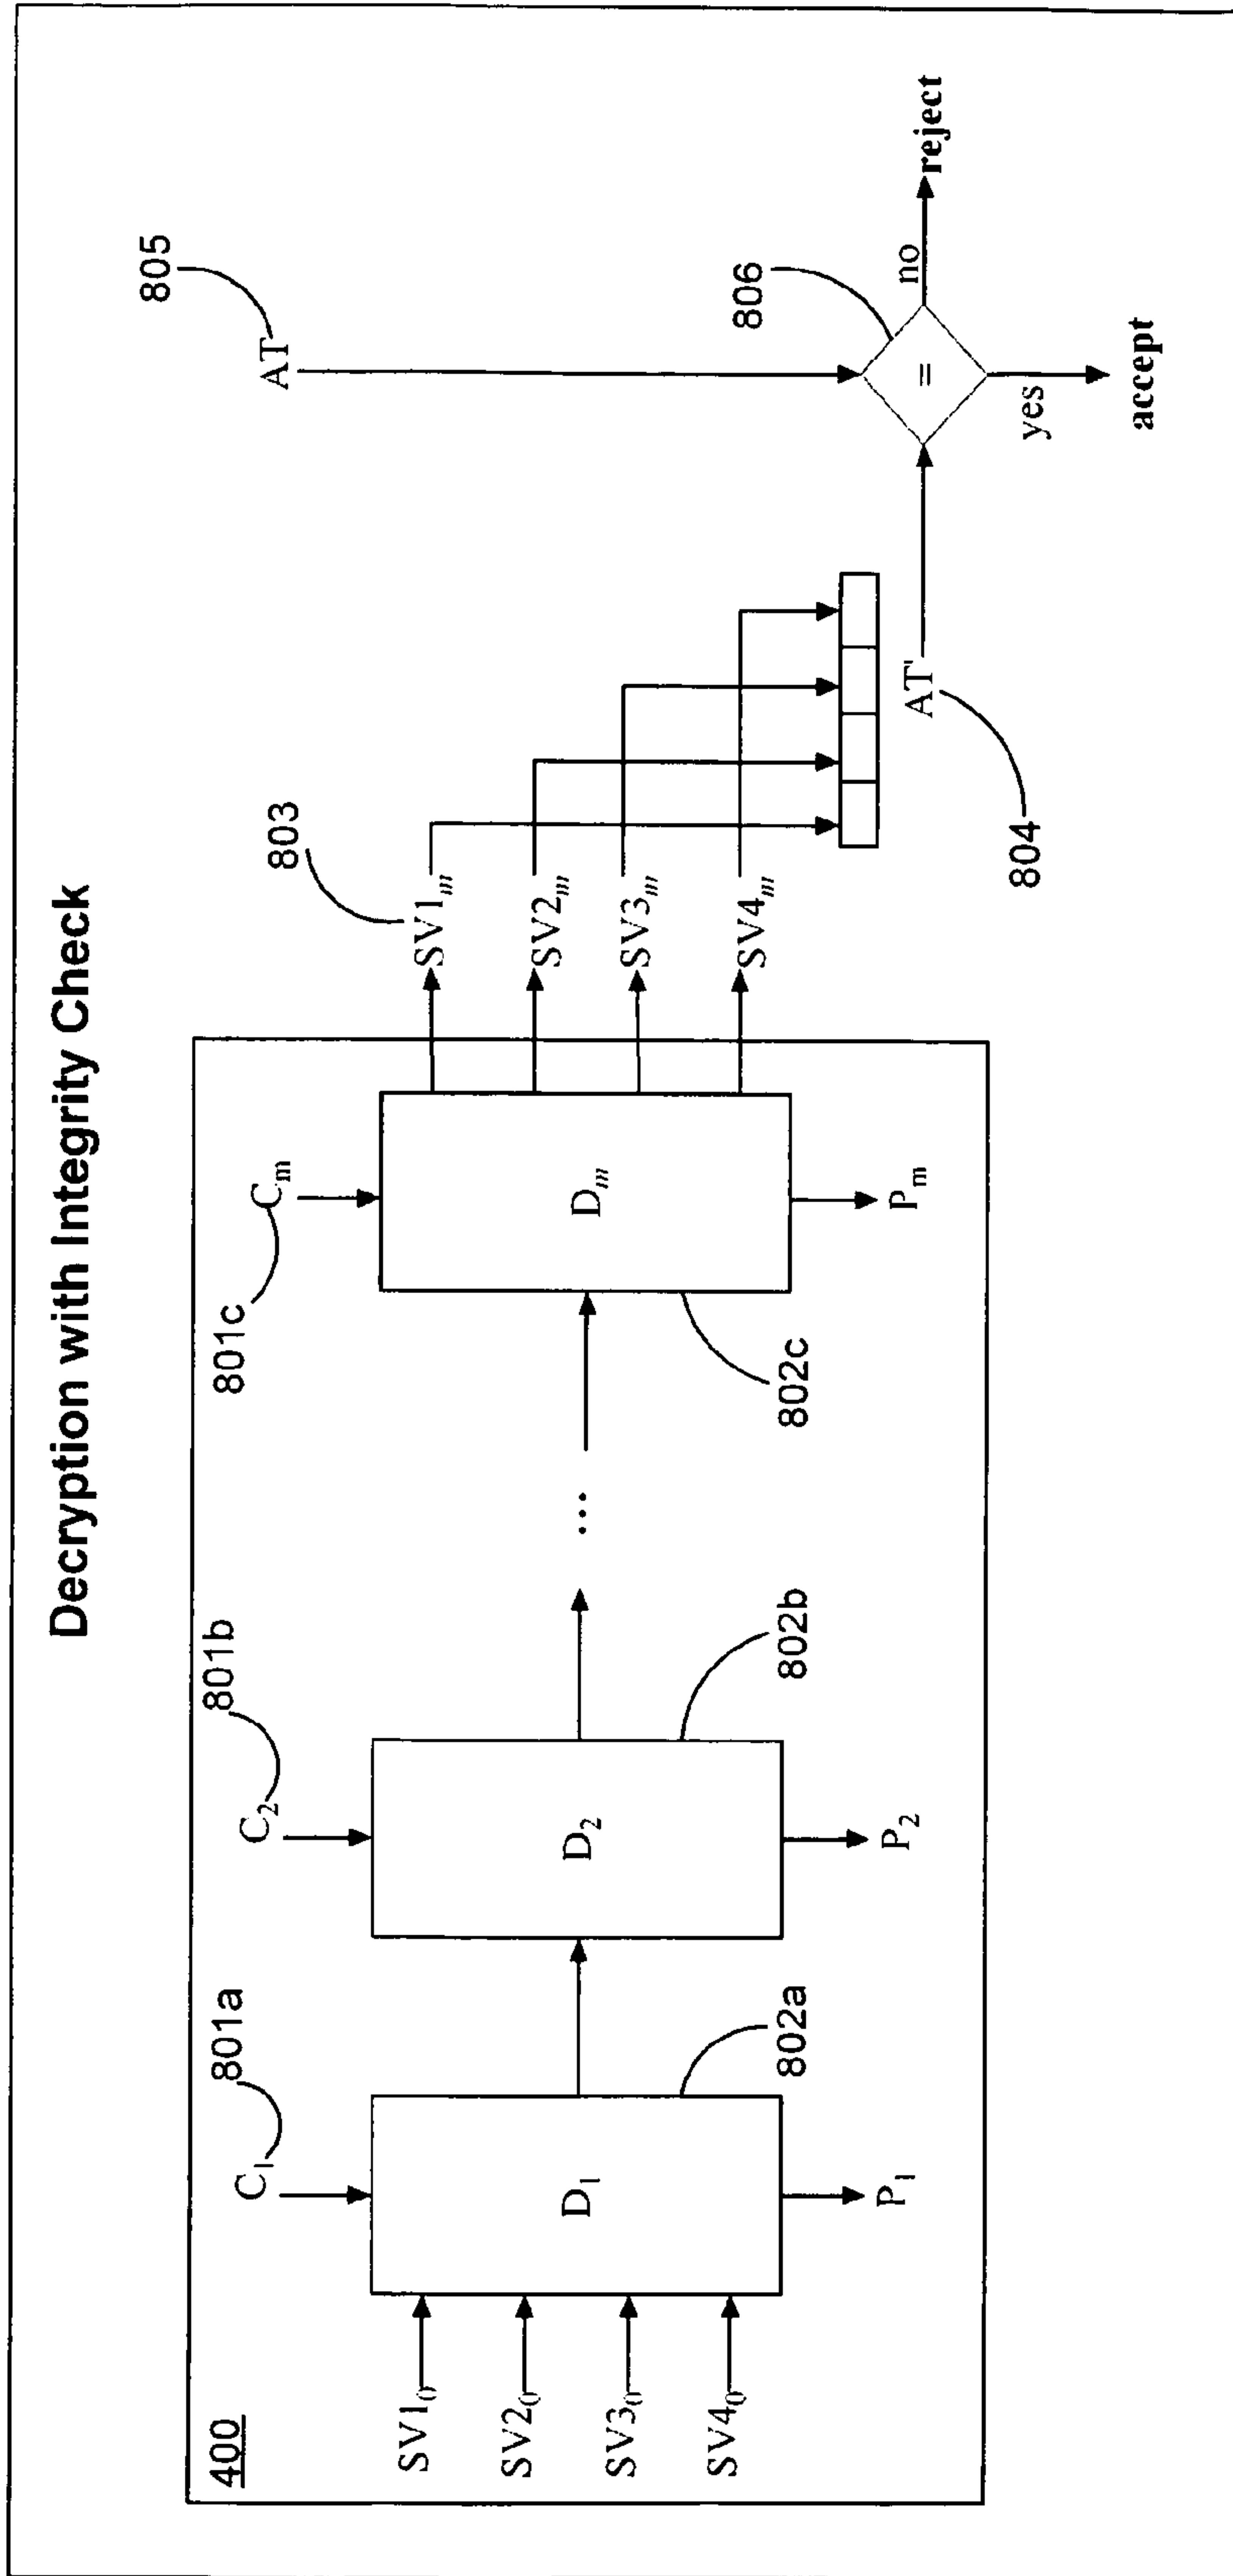 Decryption with Integrity Check
400
801a
801b
801c
C1
C2
Cm
SV10
SV20
SV30
SV40
D1
D2
...
Dm
802a
802b
802c
P1
P2
Pm
803
SV1m
SV2m
SV3m
SV4m
805
AT
AT'
804
806
=
no
reject
yes
accept